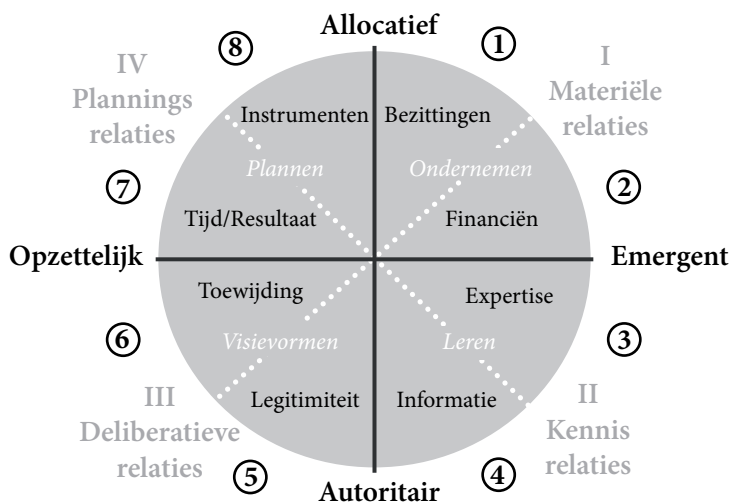 Allocatief
8
1
IV
Plannings
relaties
I
Materiële
relaties
Instrumenten
Bezittingen
Plannen
Ondernemen
7
2
Tijd/Resultaat
Financiën
Opzettelijk
Emergent
Toewijding
Expertise
6
Visievormen
Leren
3
III
Deliberatieve
relaties
Legitimiteit
Informatie
II
Kennis
relaties
5
4
Autoritair